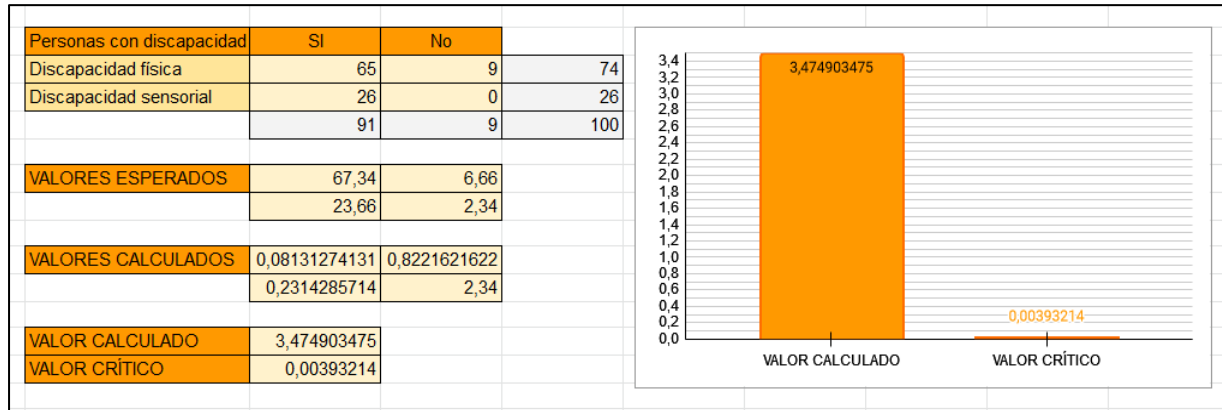 Personas con discapacidad SI No
Discapacidad física 65 9 74
Discapacidad sensorial 26 0 26
91 9 100
VALORES ESPERADOS 67,34 6,66
23,66 2,34
VALORES CALCULADOS 0,08131274131 0,8221621622
0,2314285714 2,34
VALOR CALCULADO 3,474903475
VALOR CRÍTICO 0,00393214
3,4
3,2
3,0
2,8
2,6
2,4
2,2
2,0
1,8
1,6
1,4
1,2
1,0
0,8
0,6
0,4
0,2
0,0
3,474903475
0,00393214
VALOR CALCULADO VALOR CRÍTICO